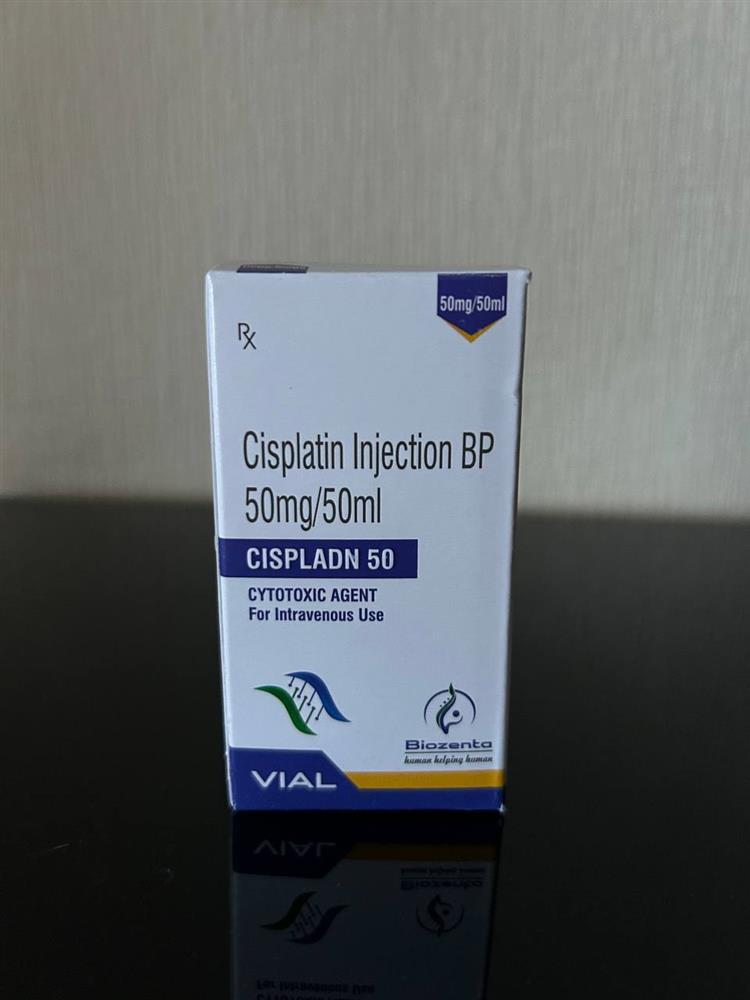 50mg/50ml
Rx
Cisplatin Injection BP
50mg/50ml
CISPLADN 50
CYTOTOXIC AGENT
For Intravenous Use
Biozenta
human helping human
VIAL